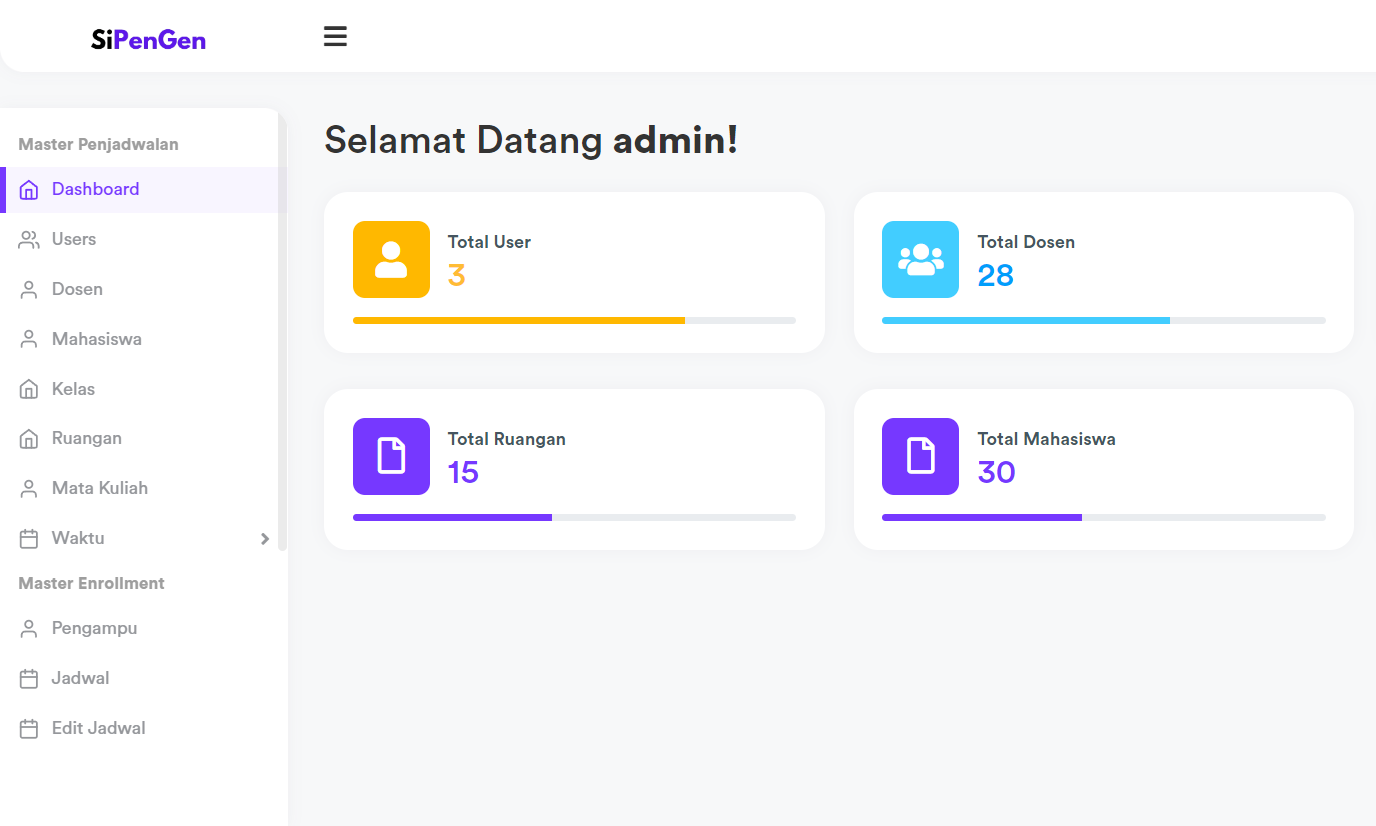 SiPenGen
Master Penjadwalan
Dashboard
Users
Dosen
Mahasiswa
Kelas
Ruangan
Mata Kuliah
Waktu
Master Enrollment
Pengampu
Jadwal
Edit Jadwal
Selamat Datang admin!
Total User
3
Total Dosen
28
Total Ruangan
15
Total Mahasiswa
30